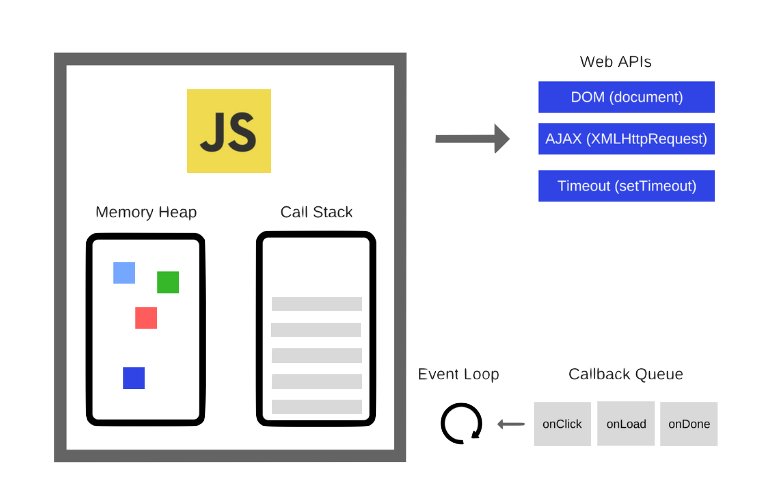 Web APIs
DOM (document)
JS
AJAX (XMLHttpRequest)
Timeout (setTimeout)
Memory Heap
Call Stack
Event Loop
Callback Queue
onClick
onLoad
onDone